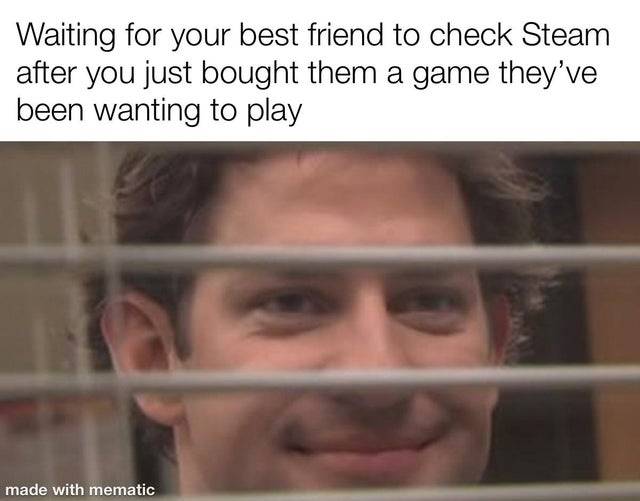 Waiting for your best friend to check Steam
after you just bought them a game they’ve
been wanting to play
made with mematic